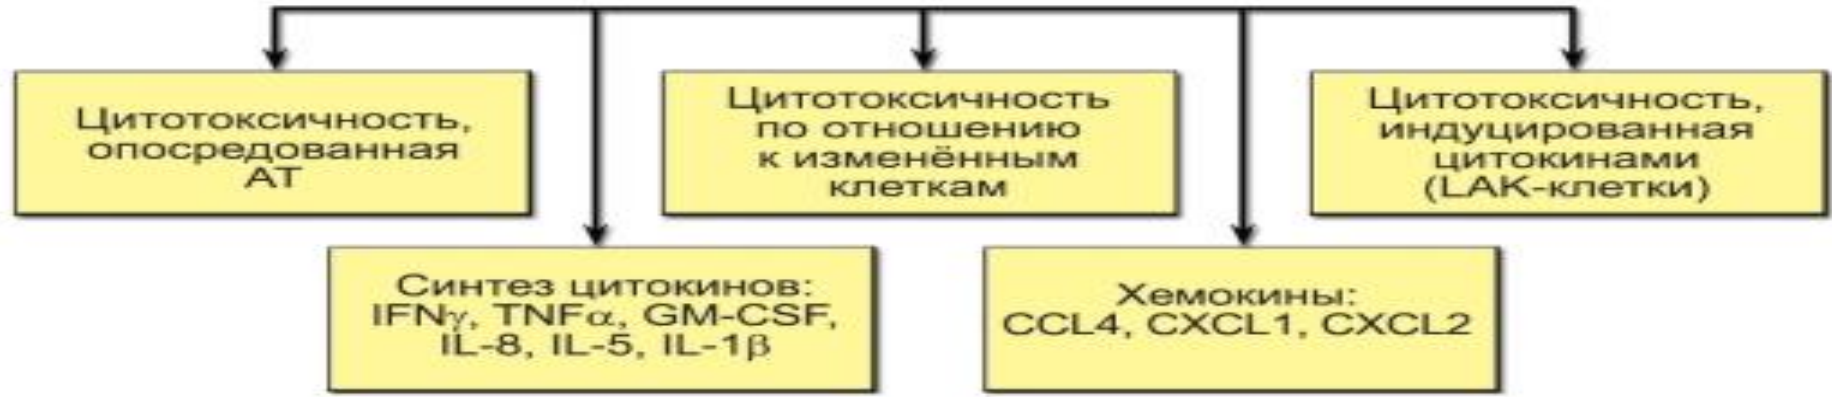 Цитотоксичность,
опосредованная
АТ
Цитотоксичность
по отношению
к изменённым
клеткам
Цитотоксичность,
индуцированная
цитокинами
(LAK-клетки)
Синтез цитокинов:
IFNγ, TNFα, GM-CSF,
IL-8, IL-5, IL-1β
Хемокины:
CCL4, CXCL1, CXCL2